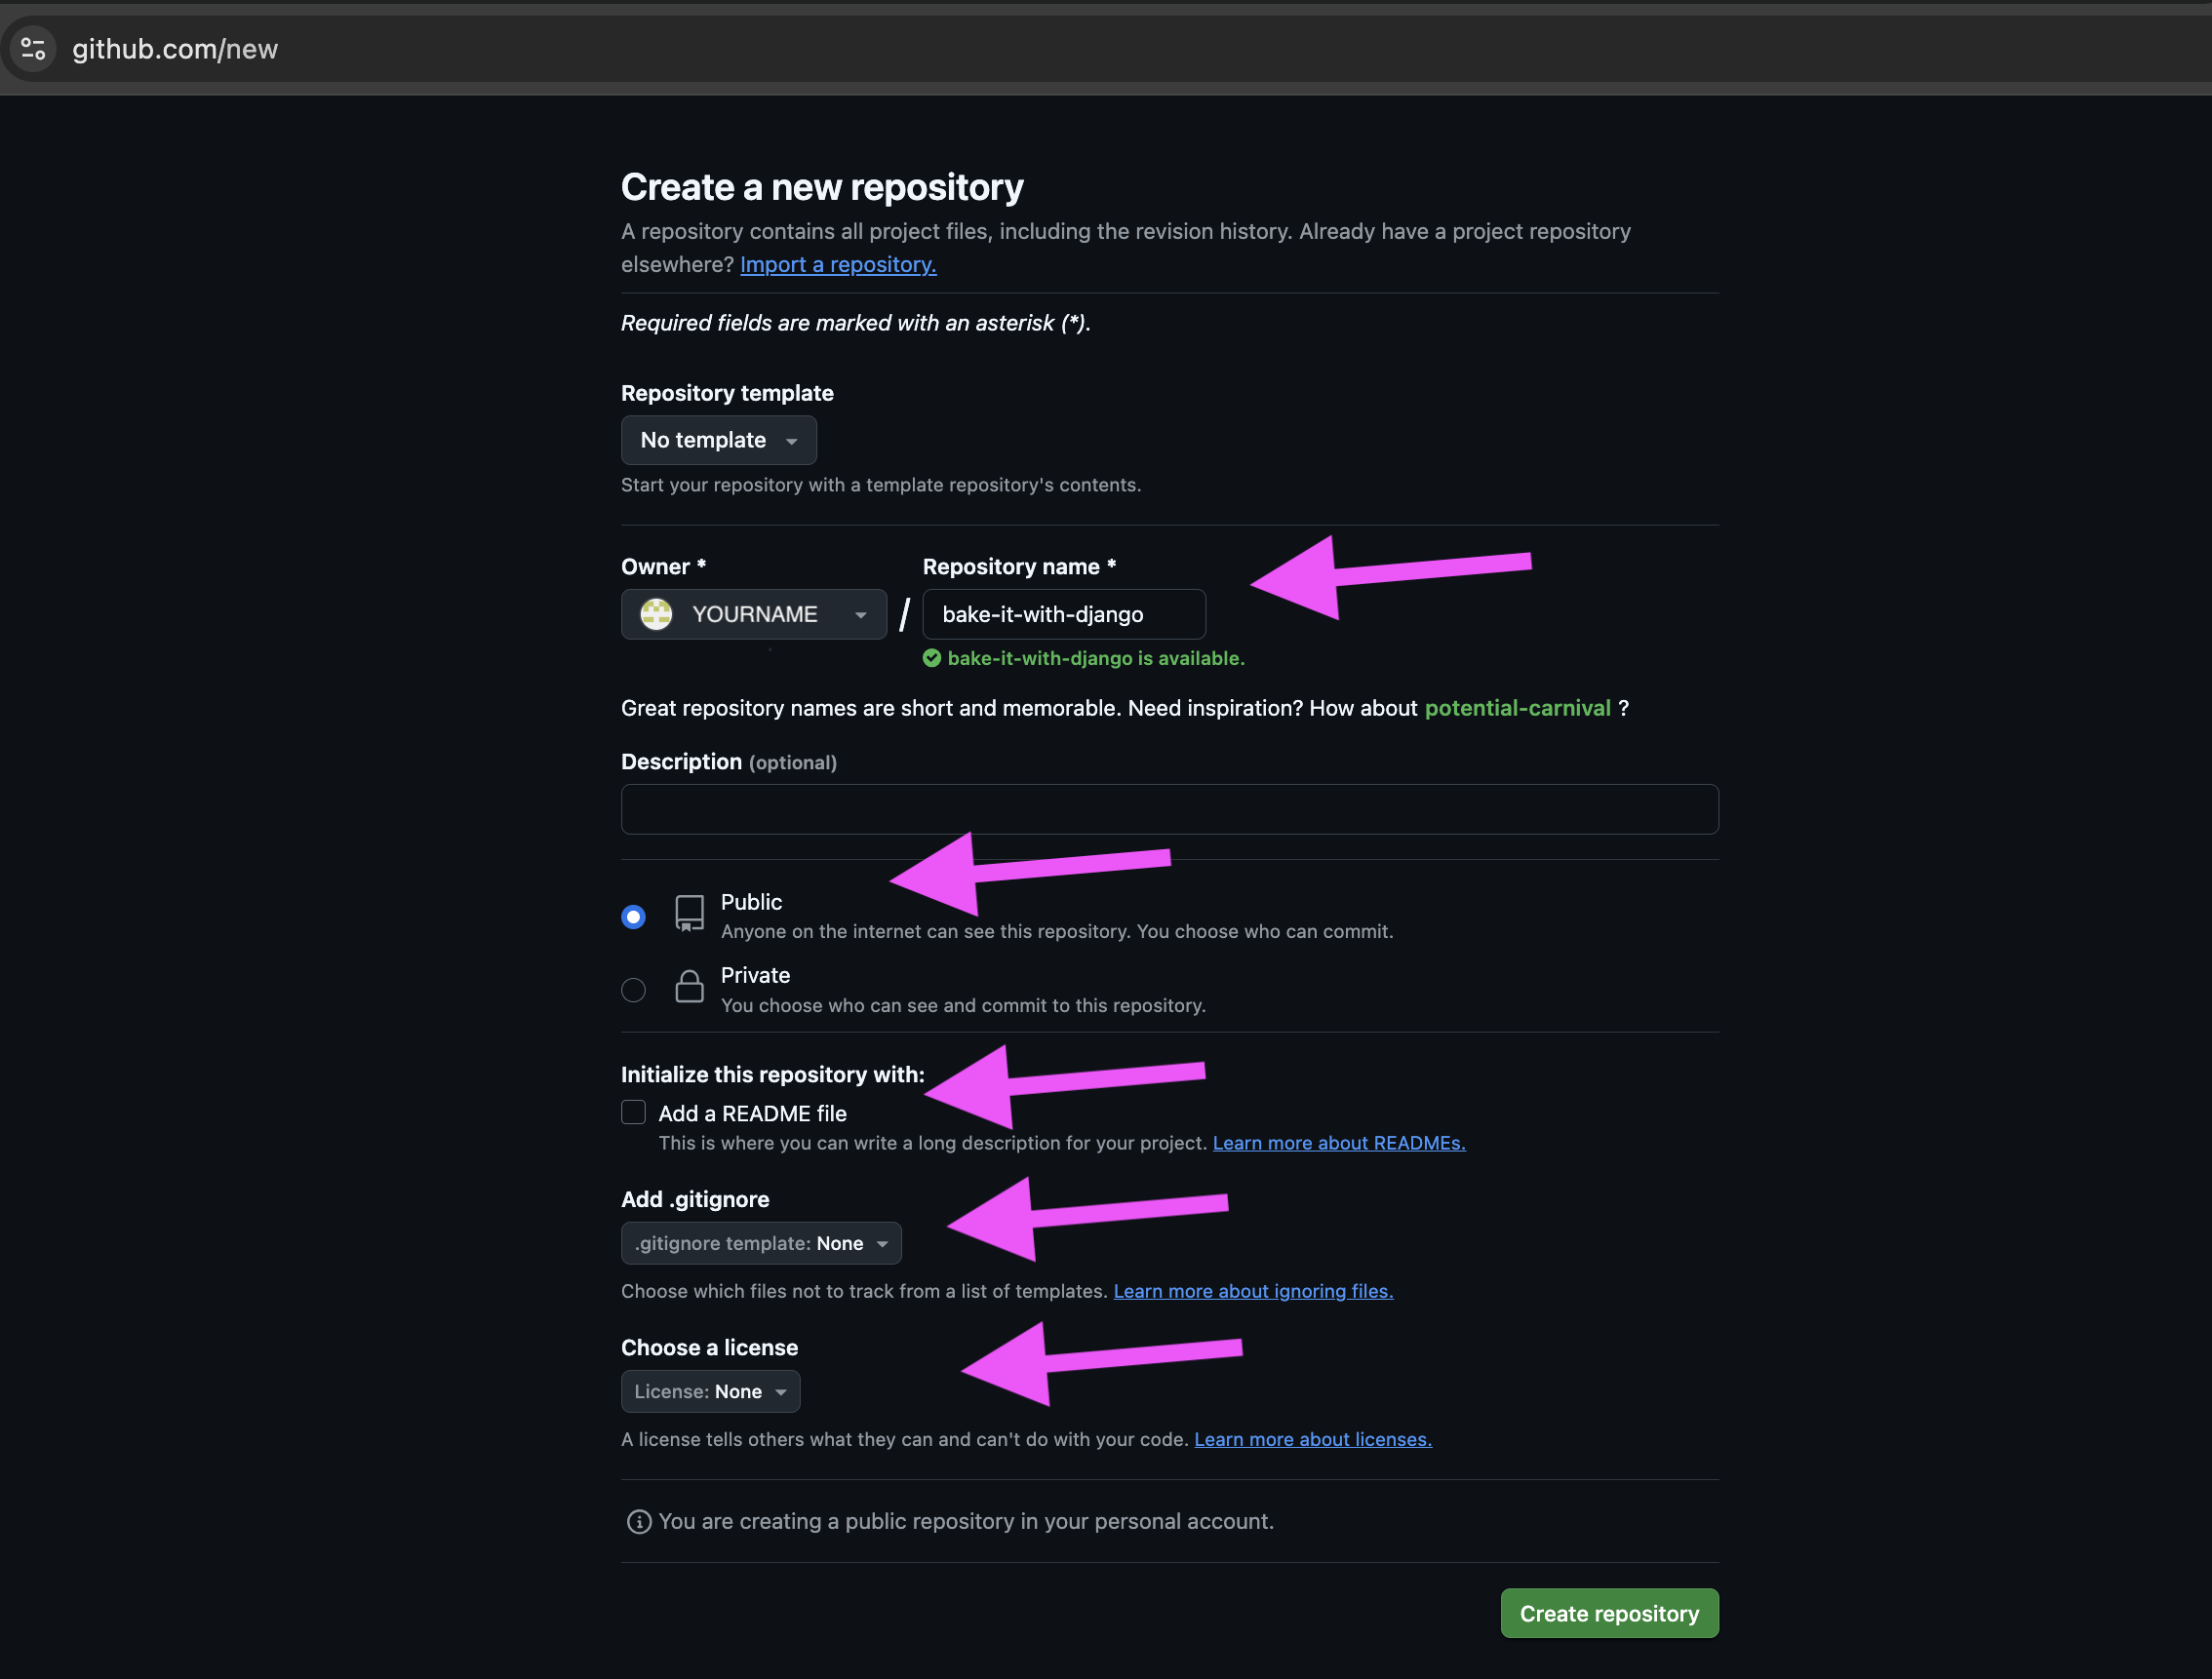 github.com/new
Create a new repository
A repository contains all project files, including the revision history. Already have a project repository
elsewhere? Import a repository.
Required fields are marked with an asterisk (*).
Repository template
No template
Start your repository with a template repository's contents.
Owner *
Repository name *
YOURNAME
/
bake-it-with-django
bake-it-with-django is available.
Great repository names are short and memorable. Need inspiration? How about potential-carnival ?
Description (optional)
Public
Anyone on the internet can see this repository. You choose who can commit.
Private
You choose who can see and commit to this repository.
Initialize this repository with:
Add a README file
This is where you can write a long description for your project. Learn more about READMEs.
Add .gitignore
.gitignore template: None
Choose which files not to track from a list of templates. Learn more about ignoring files.
Choose a license
License: None
A license tells others what they can and can't do with your code. Learn more about licenses.
You are creating a public repository in your personal account.
Create repository